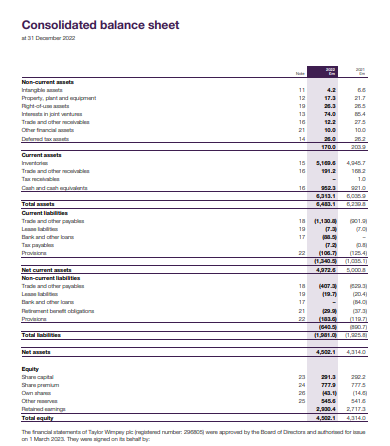 Consolidated balance sheet
at 31 December 2022
Note 2022 £m 2021 £m
Non-current assets
Intangible assets 11 4.2 6.6
Property, plant and equipment 12 17.3 21.7
Right-of-use assets 19 26.3 26.5
Interests in joint ventures 13 74.0 85.4
Trade and other receivables 16 12.2 27.5
Other financial assets 21 10.0 10.0
Deferred tax assets 14 26.0 26.2
170.0 203.9
Current assets
Inventories 15 5,169.6 4,945.7
Trade and other receivables 16 191.2 168.2
Tax receivables – 1.0
Cash and cash equivalents 16 952.3 921.0
6,313.1 6,035.9
Total assets 6,483.1 6,239.8
Current liabilities
Trade and other payables 18 (1,130.8) (901.9)
Lease liabilities 19 (7.3) (7.0)
Bank and other loans 17 (88.5) –
Tax payables (7.2) (0.8)
Provisions 22 (106.7) (125.4)
(1,340.5) (1,035.1)
Net current assets 4,972.6 5,000.8
Non-current liabilities
Trade and other payables 18 (407.3) (629.3)
Lease liabilities 19 (19.7) (20.4)
Bank and other loans 17 – (84.0)
Retirement benefit obligations 21 (29.9) (37.3)
Provisions 22 (183.6) (119.7)
(640.5) (890.7)
Total liabilities (1,981.0) (1,925.8)
Net assets 4,502.1 4,314.0
Equity
Share capital 23 291.3 292.2
Share premium 24 777.9 777.5
Own shares 26 (43.1) (14.6)
Other reserves 25 545.6 541.6
Retained earnings 2,930.4 2,717.3
Total equity 4,502.1 4,314.0
The financial statements of Taylor Wimpey plc (registered number: 296805) were approved by the Board of Directors and authorised for issue
on 1 March 2023. They were signed on its behalf by: